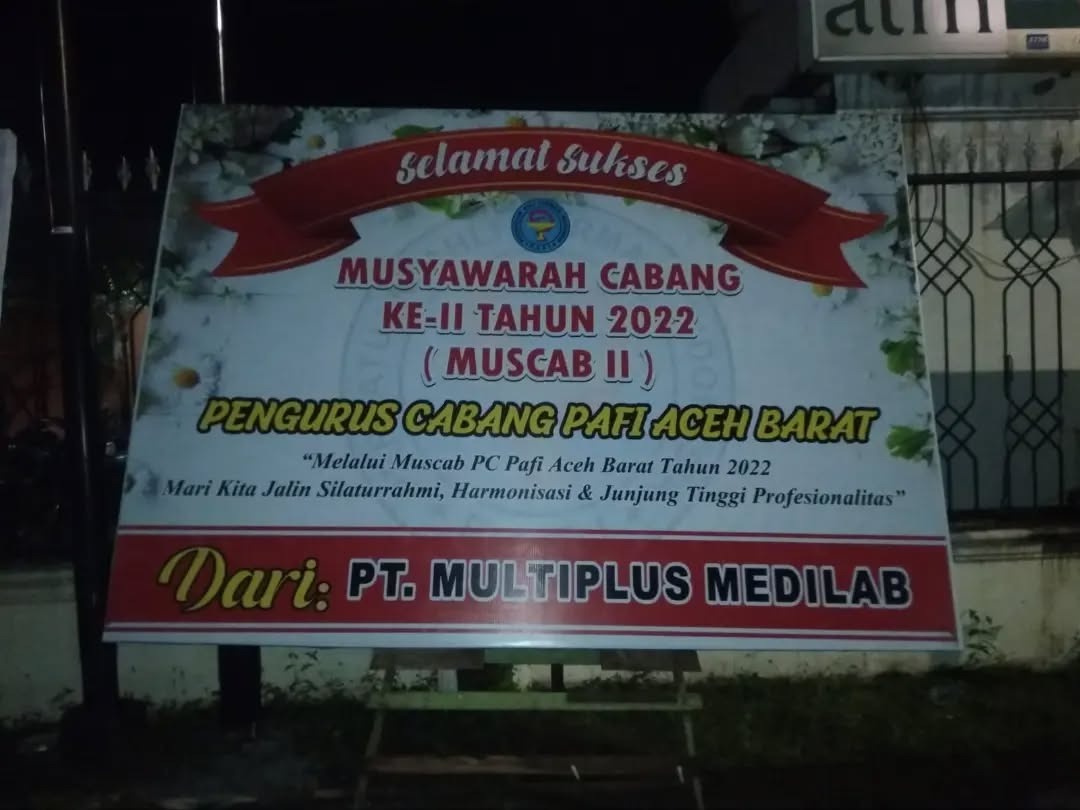 atm
selamat sukses
MUSYAWARAH CABANG
KE-II TAHUN 2022
( MUSCAB II )
PENGURUS CABANG PAFI ACEH BARAT
“Melalui Muscab PC Pafi Aceh Barat Tahun 2022
Mari Kita Jalin Silaturrahmi, Harmonisasi & Junjung Tinggi Profesionalitas”
Dari: PT. MULTIPLUS MEDILAB